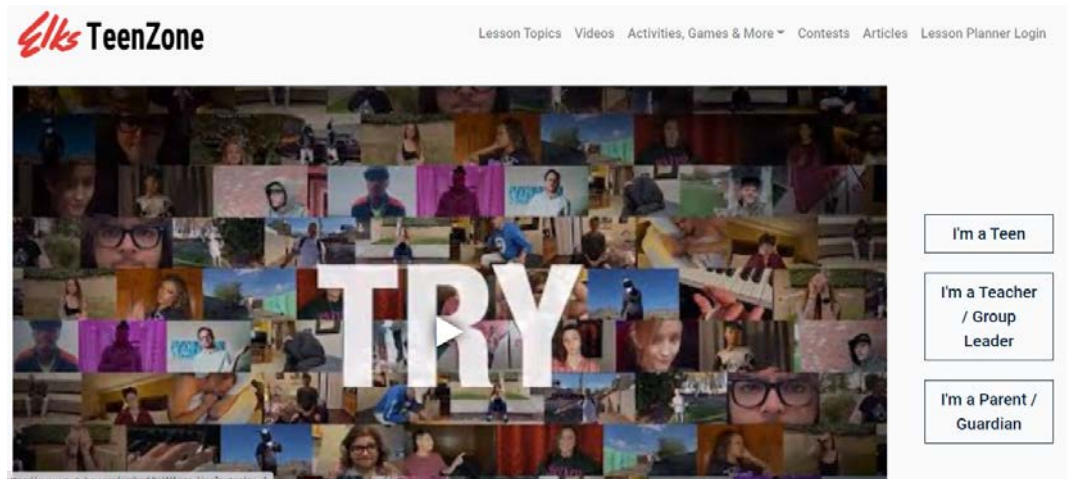 Elks TeenZone
Lesson Topics Videos Activities, Games & More Contests Articles Lesson Planner Login
TRY
I'm a Teen
I'm a Teacher
/ Group
Leader
I'm a Parent /
Guardian